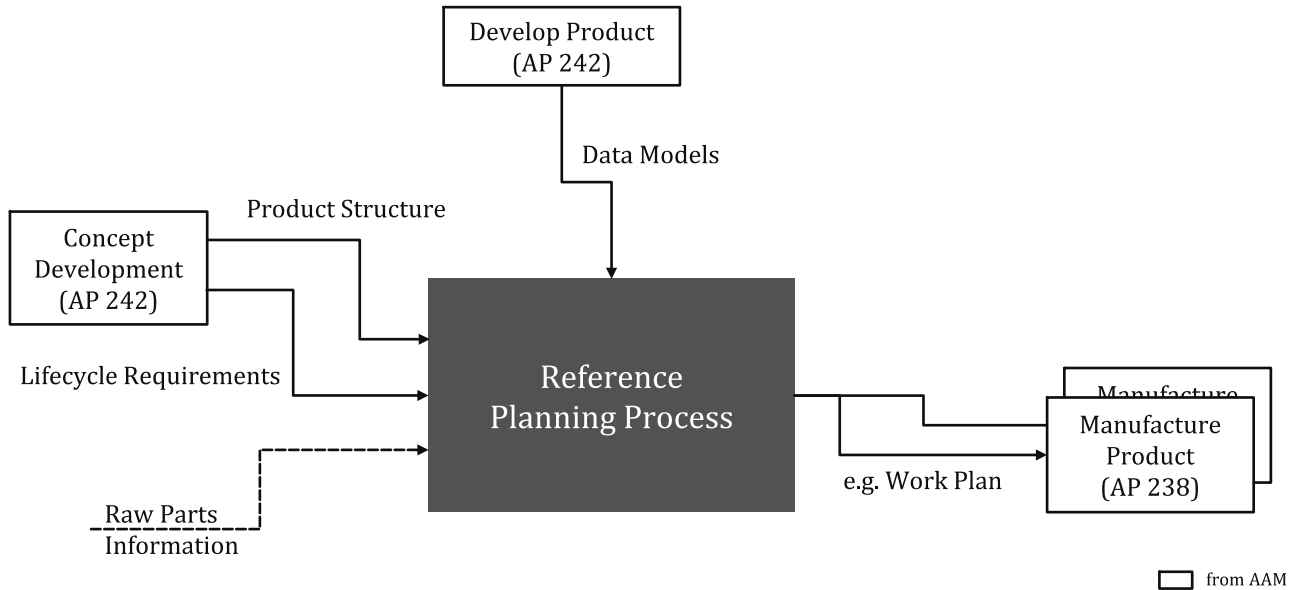 Develop Product
(AP 242)
Data Models
Product Structure
Concept
Development
(AP 242)
Lifecycle Requirements
Reference
Planning Process
Raw Parts
Information
Manufacture
Manufacture
Product
(AP 238)
e.g. Work Plan
from AAM